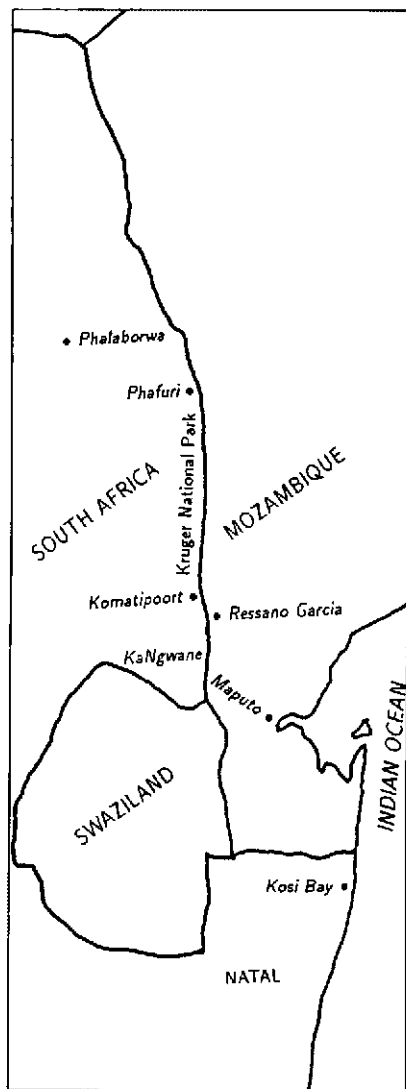 Phalaborwa
Phafuri
Kruger National Park
SOUTH AFRICA
MOZAMBIQUE
Komatipoort
Ressano Garcia
KaNgwane
Maputo
INDIAN OCEAN
SWAZILAND
Kosi Bay
NATAL